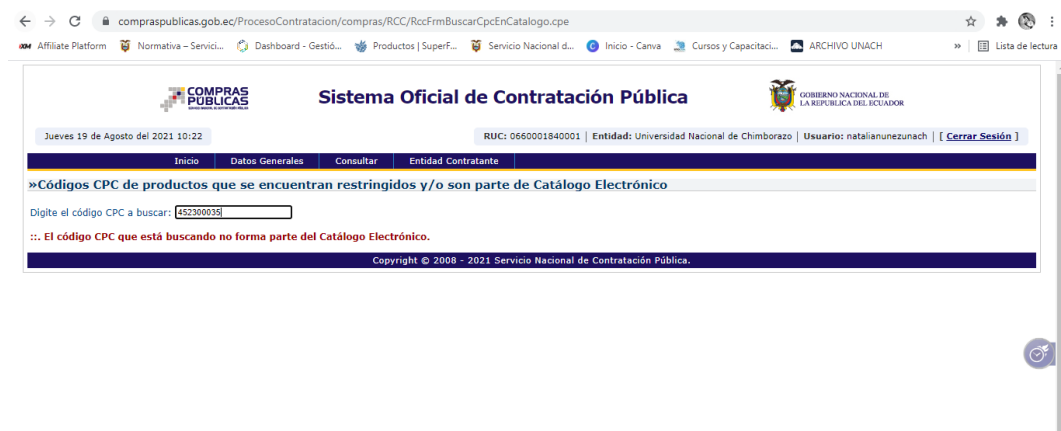 compraspublicas.gob.ec/ProcesoContratacion/compras/RCC/RccFrmBuscarCpcEnCatalogo.cpe
Affiliate Platform Normativa – Servici... Dashboard - Gestió... Productos | SuperF... Servicio Nacional d... Inicio - Canva Cursos y Capacitaci... ARCHIVO UNACH » Lista de lectura
COMPRAS
PÚBLICAS
Sistema Oficial de Contratación Pública
GOBIERNO NACIONAL DE
LA REPUBLICA DEL ECUADOR
Jueves 19 de Agosto del 2021 10:22
RUC: 0660001840001 | Entidad: Universidad Nacional de Chimborazo | Usuario: natalianunezunach | [ Cerrar Sesión ]
Inicio Datos Generales Consultar Entidad Contratante
»Códigos CPC de productos que se encuentran restringidos y/o son parte de Catálogo Electrónico
Digite el código CPC a buscar: 452300035
::. El código CPC que está buscando no forma parte del Catálogo Electrónico.
Copyright © 2008 - 2021 Servicio Nacional de Contratación Pública.